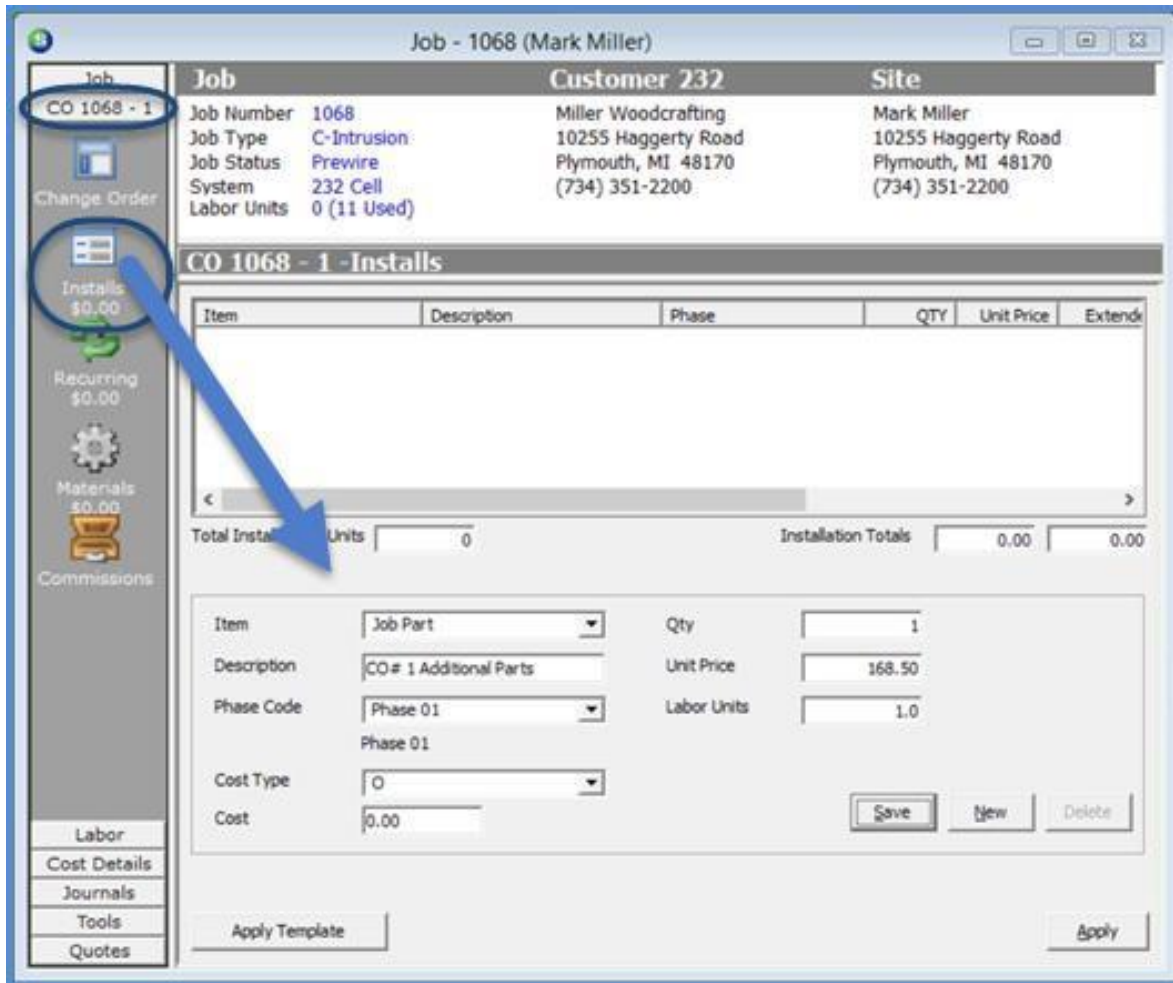 Job - 1068 (Mark Miller)
Job
CO 1068 - 1
Change Order
Installs
$0.00
Recurring
$0.00
Materials
$0.00
Commissions
Labor
Cost Details
Journals
Tools
Quotes
Job Customer 232 Site
Job Number 1068 Miller Woodcrafting Mark Miller
Job Type C-Intrusion 10255 Haggerty Road 10255 Haggerty Road
Job Status Prewire Plymouth, MI 48170 Plymouth, MI 48170
System 232 Cell (734) 351-2200 (734) 351-2200
Labor Units 0 (11 Used)
CO 1068 - 1 -Installs
Item Description Phase QTY Unit Price Extende
Total Instal Units 0 Installation Totals 0.00 0.00
Item Job Part Qty 1
Description CO# 1 Additional Parts Unit Price 168.50
Phase Code Phase 01 Labor Units 1.0
Phase 01
Cost Type O
Cost 0.00 Save New Delete
Apply Template Apply